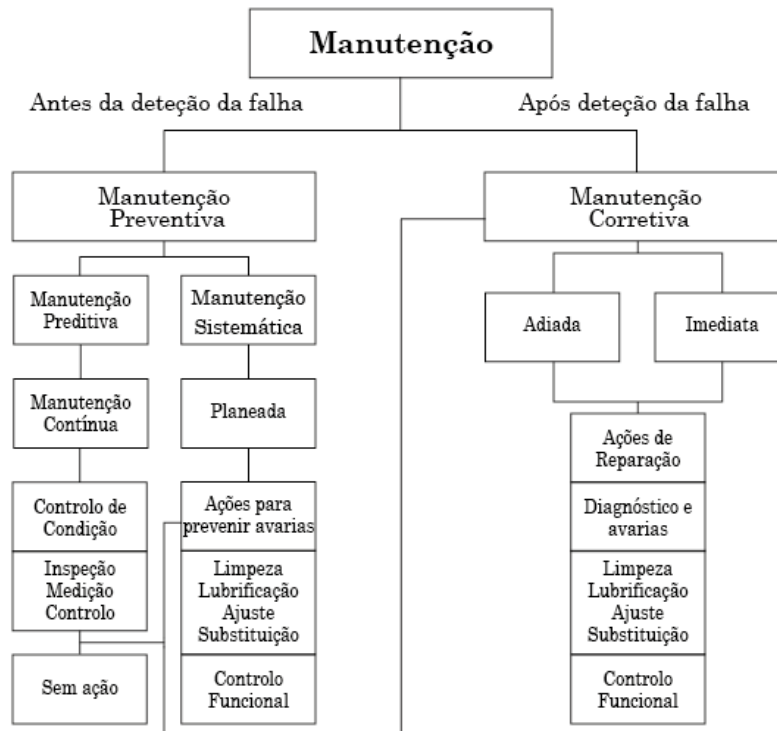 Manutenção
Antes da deteção da falha
Após deteção da falha
Manutenção
Preventiva
Manutenção
Corretiva
Manutenção
Preditiva
Manutenção
Sistemática
Adiada
Imediata
Manutenção
Contínua
Planeada
Ações de
Reparação
Controlo de
Condição
Ações para
prevenir avarias
Diagnóstico e
avarias
Inspeção
Medição
Controlo
Limpeza
Lubrificação
Ajuste
Substituição
Limpeza
Lubrificação
Ajuste
Substituição
Sem ação
Controlo
Funcional
Controlo
Funcional